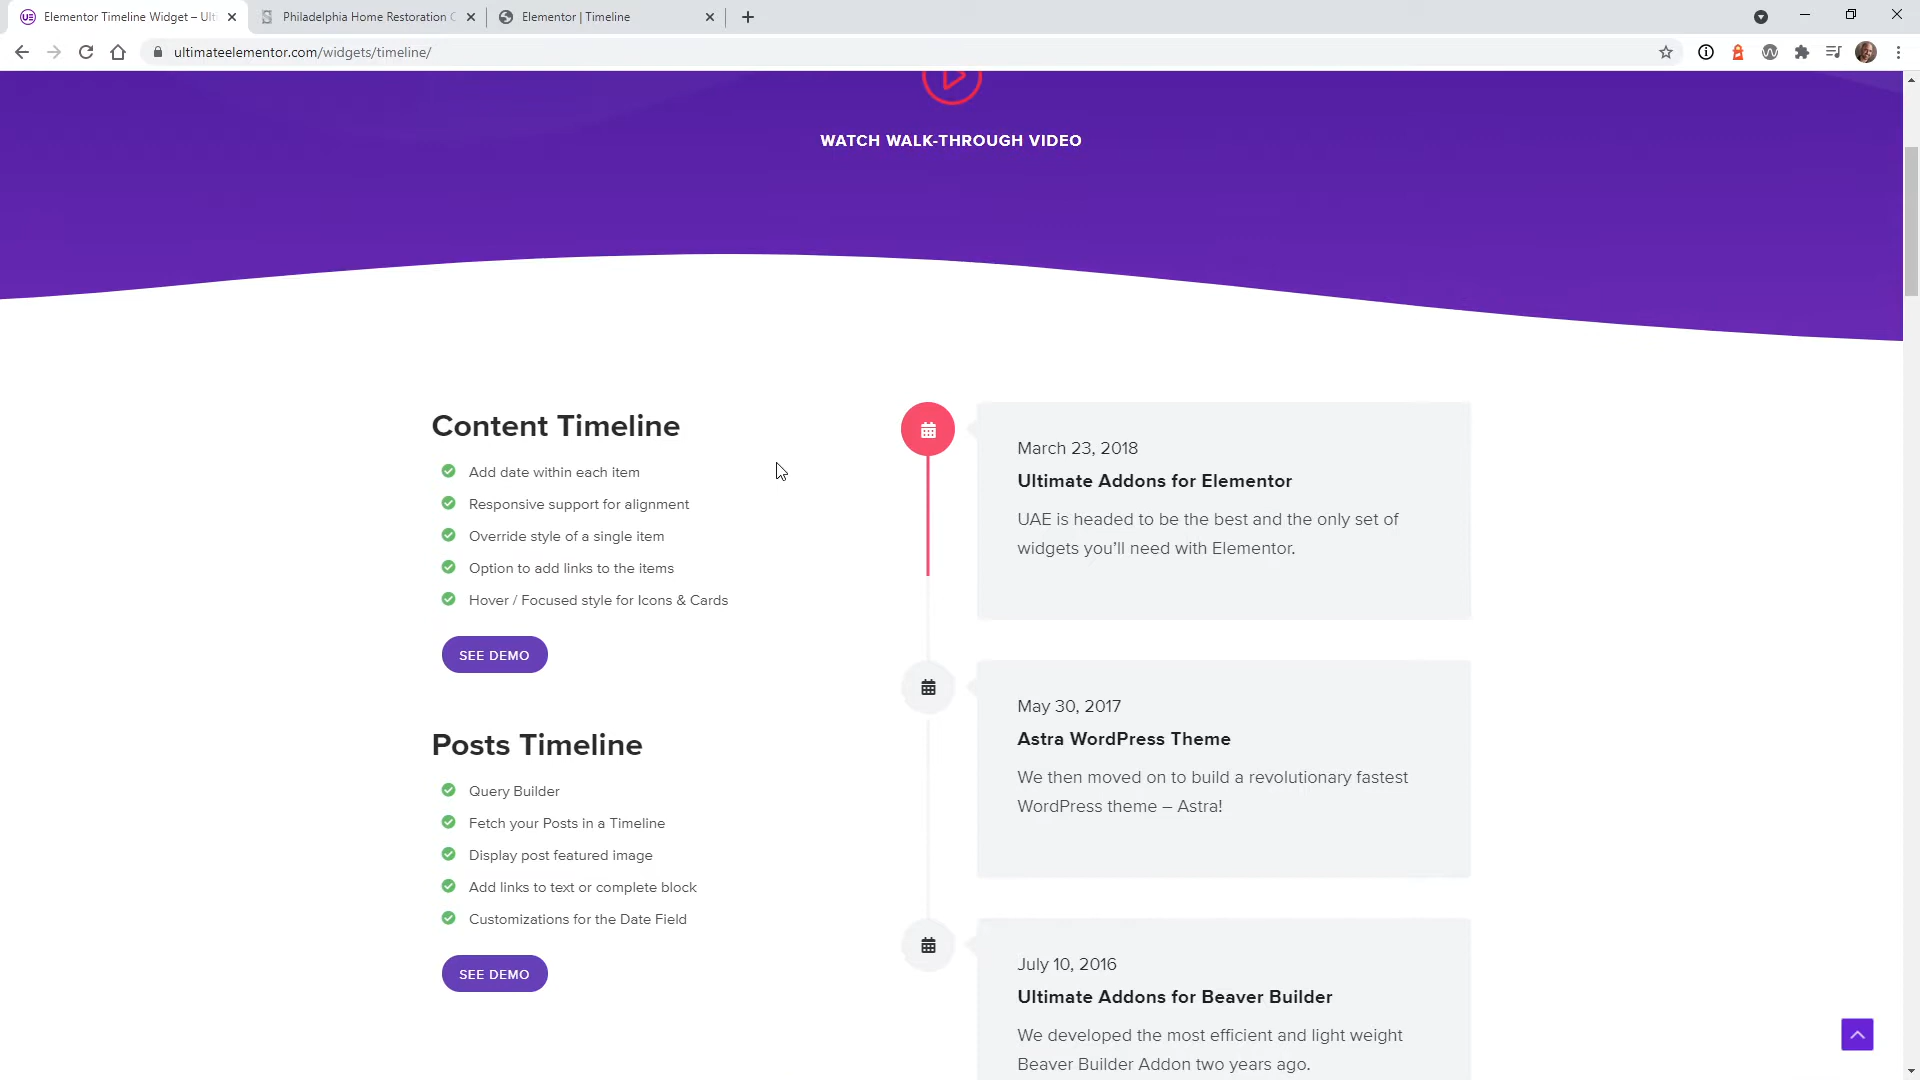 Elementor Timeline Widget – Ult
Philadelphia Home Restoration C
Elementor | Timeline
ultimateelementor.com/widgets/timeline/
WATCH WALK-THROUGH VIDEO
Content Timeline
Add date within each item
Responsive support for alignment
Override style of a single item
Option to add links to the items
Hover / Focused style for Icons & Cards
SEE DEMO
Posts Timeline
Query Builder
Fetch your Posts in a Timeline
Display post featured image
Add links to text or complete block
Customizations for the Date Field
SEE DEMO
March 23, 2018
Ultimate Addons for Elementor
UAE is headed to be the best and the only set of
widgets you’ll need with Elementor.
May 30, 2017
Astra WordPress Theme
We then moved on to build a revolutionary fastest
WordPress theme – Astra!
July 10, 2016
Ultimate Addons for Beaver Builder
We developed the most efficient and light weight
Beaver Builder Addon two years ago.